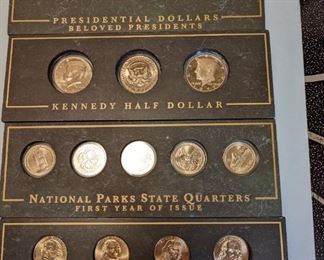 PRESIDENTIAL DOLLARS
BELOVED PRESIDENTS
KENNEDY HALF DOLLAR
NATIONAL PARKS STATE QUARTERS
FIRST YEAR OF ISSUE